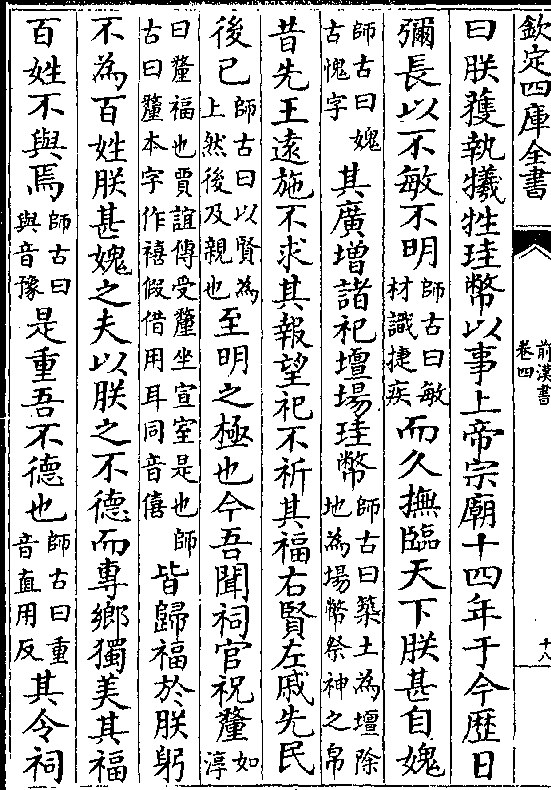 欽定四庫全書
前漢書
卷四
十八
曰朕獲執犧牲珪幣以事上帝宗廟十四年于今歴日
彌長以不敏不明師古曰敏材識捷疾而久撫臨天下朕甚自媿
師古曰媿古愧字其廣增諸祀壇場珪幣師古曰築土為壇除地為場幣祭神之帛
昔先王逺施不求其報望祀不祈其福右賢左戚先民
後已師古曰以賢為上然後及親也至明之極也今吾聞祠官祝釐如淳
曰釐福也賈誼傳受釐坐宣室是也師古曰釐本字作禧假借用耳同音僖皆歸福於朕躬
不為百姓朕甚媿之夫以朕之不德而專鄉獨美其福
百姓不與焉師古曰與音豫是重吾不德也師古曰重音直用反其令祠